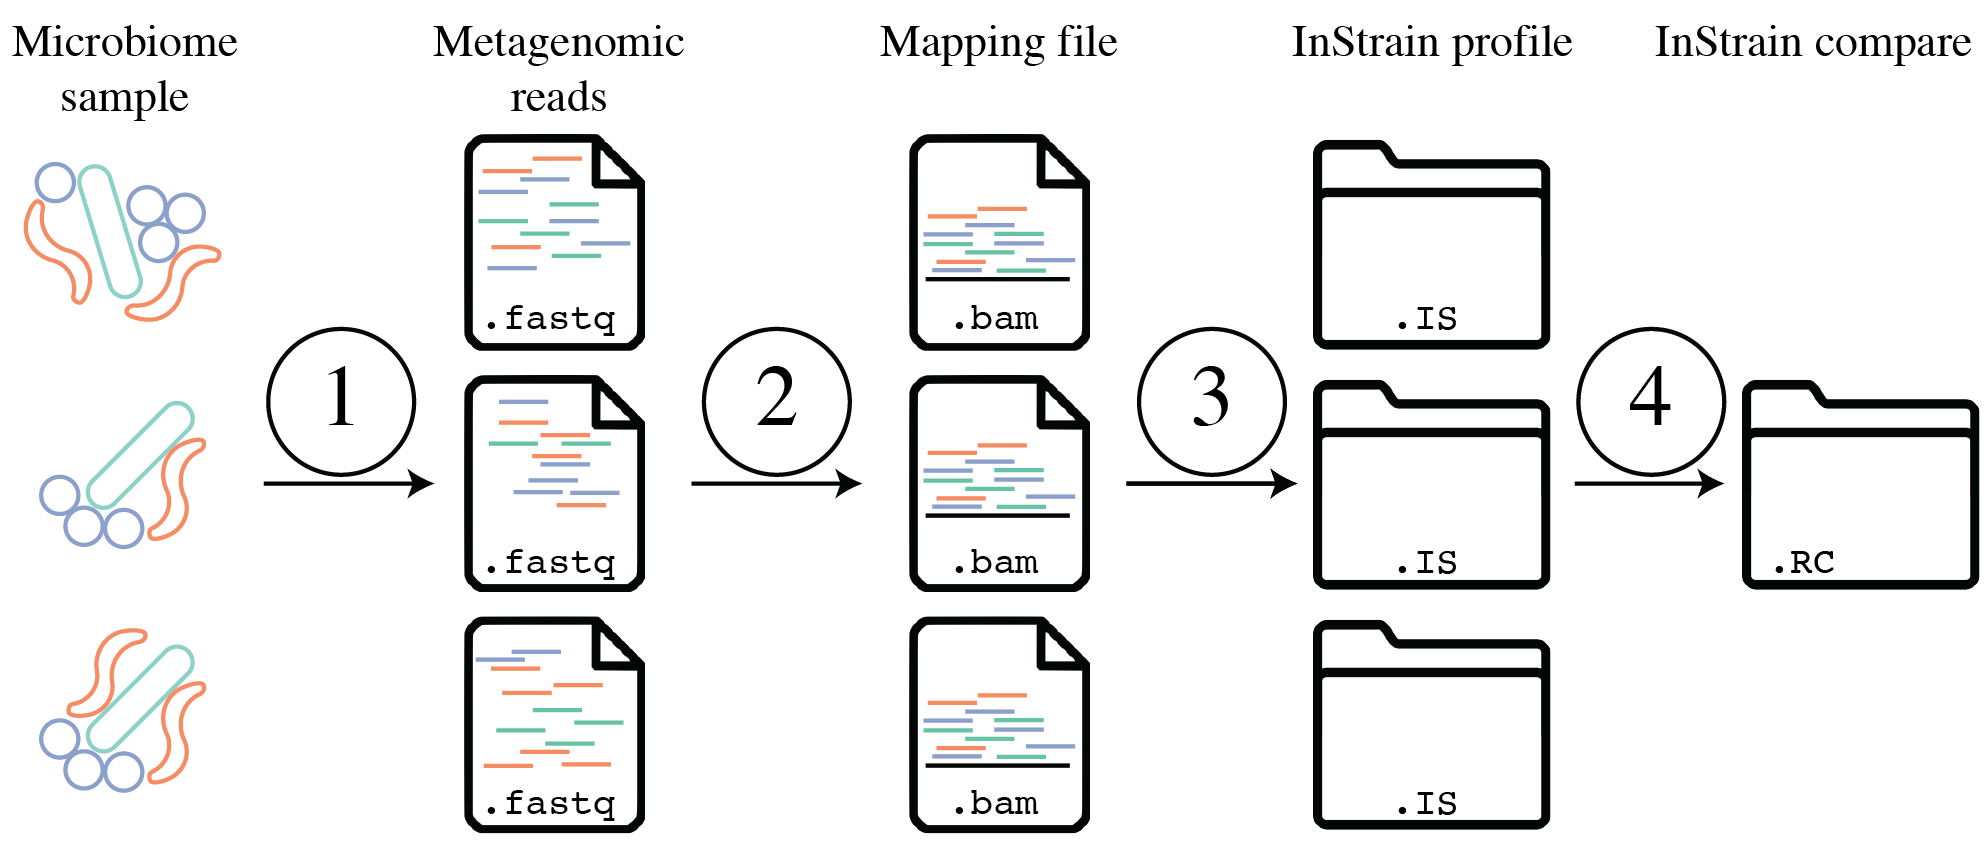 Microbiome
sample
Metagenomic
reads
Mapping file
InStrain profile
InStrain compare
.fastq
.bam
.IS
1
2
3
4
.fastq
.bam
.IS
.RC
.fastq
.bam
.IS